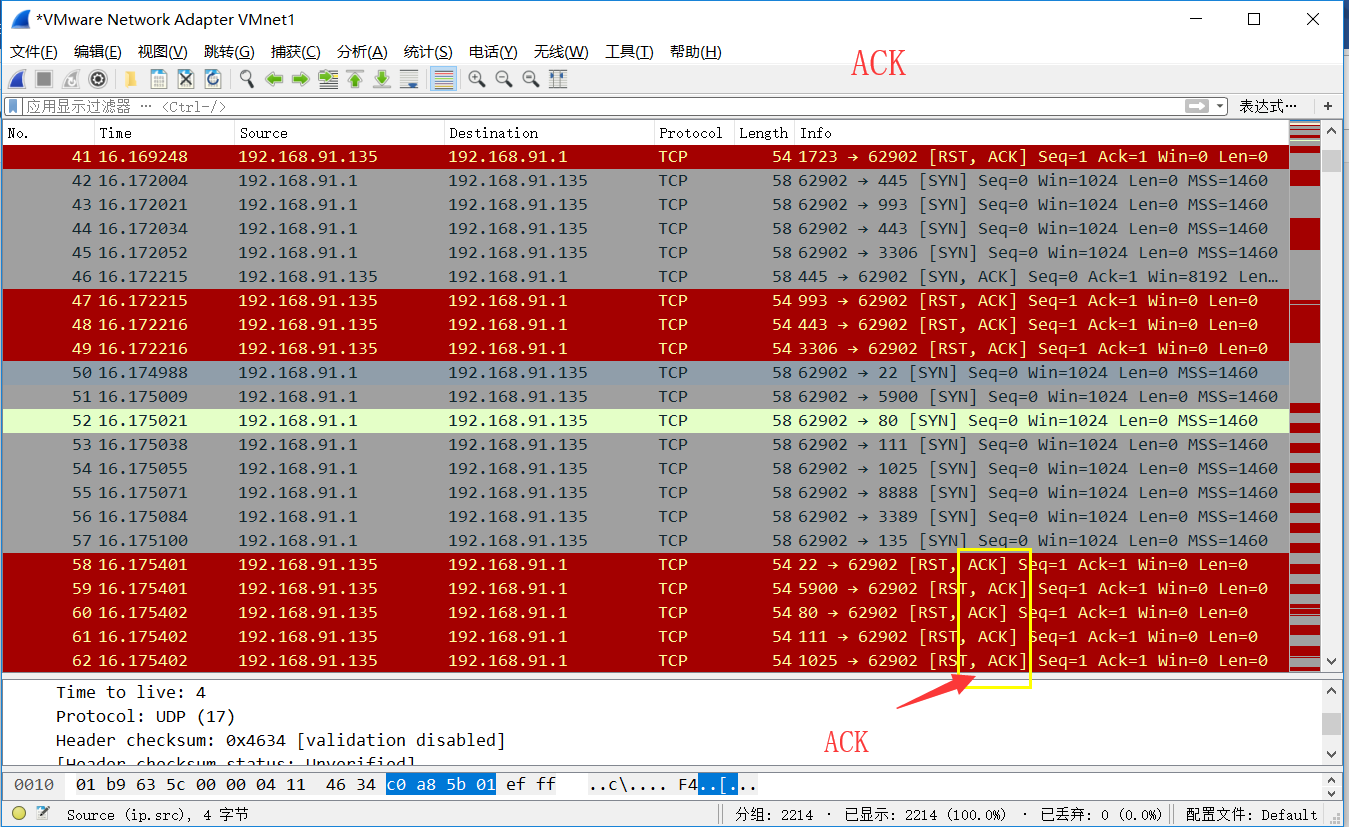 *VMware Network Adapter VMnet1
文件(F) 编辑(E) 视图(V) 跳转(G) 捕获(C) 分析(A) 统计(S) 电话(Y) 无线(W) 工具(T) 帮助(H)
ACK
应用显示过滤器 … <Ctrl-/> 表达式… +
No. Time Source Destination Protocol Length Info
41 16.169248 192.168.91.135 192.168.91.1 TCP 54 1723 → 62902 [RST, ACK] Seq=1 Ack=1 Win=0 Len=0
42 16.172004 192.168.91.1 192.168.91.135 TCP 58 62902 → 445 [SYN] Seq=0 Win=1024 Len=0 MSS=1460
43 16.172021 192.168.91.1 192.168.91.135 TCP 58 62902 → 993 [SYN] Seq=0 Win=1024 Len=0 MSS=1460
44 16.172034 192.168.91.1 192.168.91.135 TCP 58 62902 → 443 [SYN] Seq=0 Win=1024 Len=0 MSS=1460
45 16.172052 192.168.91.1 192.168.91.135 TCP 58 62902 → 3306 [SYN] Seq=0 Win=1024 Len=0 MSS=1460
46 16.172215 192.168.91.135 192.168.91.1 TCP 58 445 → 62902 [SYN, ACK] Seq=0 Ack=1 Win=8192 Len…
47 16.172215 192.168.91.135 192.168.91.1 TCP 54 993 → 62902 [RST, ACK] Seq=1 Ack=1 Win=0 Len=0
48 16.172216 192.168.91.135 192.168.91.1 TCP 54 443 → 62902 [RST, ACK] Seq=1 Ack=1 Win=0 Len=0
49 16.172216 192.168.91.135 192.168.91.1 TCP 54 3306 → 62902 [RST, ACK] Seq=1 Ack=1 Win=0 Len=0
50 16.174988 192.168.91.1 192.168.91.135 TCP 58 62902 → 22 [SYN] Seq=0 Win=1024 Len=0 MSS=1460
51 16.175009 192.168.91.1 192.168.91.135 TCP 58 62902 → 5900 [SYN] Seq=0 Win=1024 Len=0 MSS=1460
52 16.175021 192.168.91.1 192.168.91.135 TCP 58 62902 → 80 [SYN] Seq=0 Win=1024 Len=0 MSS=1460
53 16.175038 192.168.91.1 192.168.91.135 TCP 58 62902 → 111 [SYN] Seq=0 Win=1024 Len=0 MSS=1460
54 16.175055 192.168.91.1 192.168.91.135 TCP 58 62902 → 1025 [SYN] Seq=0 Win=1024 Len=0 MSS=1460
55 16.175071 192.168.91.1 192.168.91.135 TCP 58 62902 → 8888 [SYN] Seq=0 Win=1024 Len=0 MSS=1460
56 16.175084 192.168.91.1 192.168.91.135 TCP 58 62902 → 3389 [SYN] Seq=0 Win=1024 Len=0 MSS=1460
57 16.175100 192.168.91.1 192.168.91.135 TCP 58 62902 → 135 [SYN] Seq=0 Win=1024 Len=0 MSS=1460
58 16.175401 192.168.91.135 192.168.91.1 TCP 54 22 → 62902 [RST, ACK] Seq=1 Ack=1 Win=0 Len=0
59 16.175401 192.168.91.135 192.168.91.1 TCP 54 5900 → 62902 [RST, ACK] Seq=1 Ack=1 Win=0 Len=0
60 16.175402 192.168.91.135 192.168.91.1 TCP 54 80 → 62902 [RST, ACK] Seq=1 Ack=1 Win=0 Len=0
61 16.175402 192.168.91.135 192.168.91.1 TCP 54 111 → 62902 [RST, ACK] Seq=1 Ack=1 Win=0 Len=0
62 16.175402 192.168.91.135 192.168.91.1 TCP 54 1025 → 62902 [RST, ACK] Seq=1 Ack=1 Win=0 Len=0
Time to live: 4
Protocol: UDP (17)
Header checksum: 0x4634 [validation disabled]
ACK
[Header checksum status: Unverified]
0010 01 b9 63 5c 00 00 04 11 46 34 c0 a8 5b 01 ef ff ..c\.... F4..[...
Source (ip.src), 4 字节 分组: 2214 · 已显示: 2214 (100.0%) · 已丢弃: 0 (0.0%) 配置文件: Default